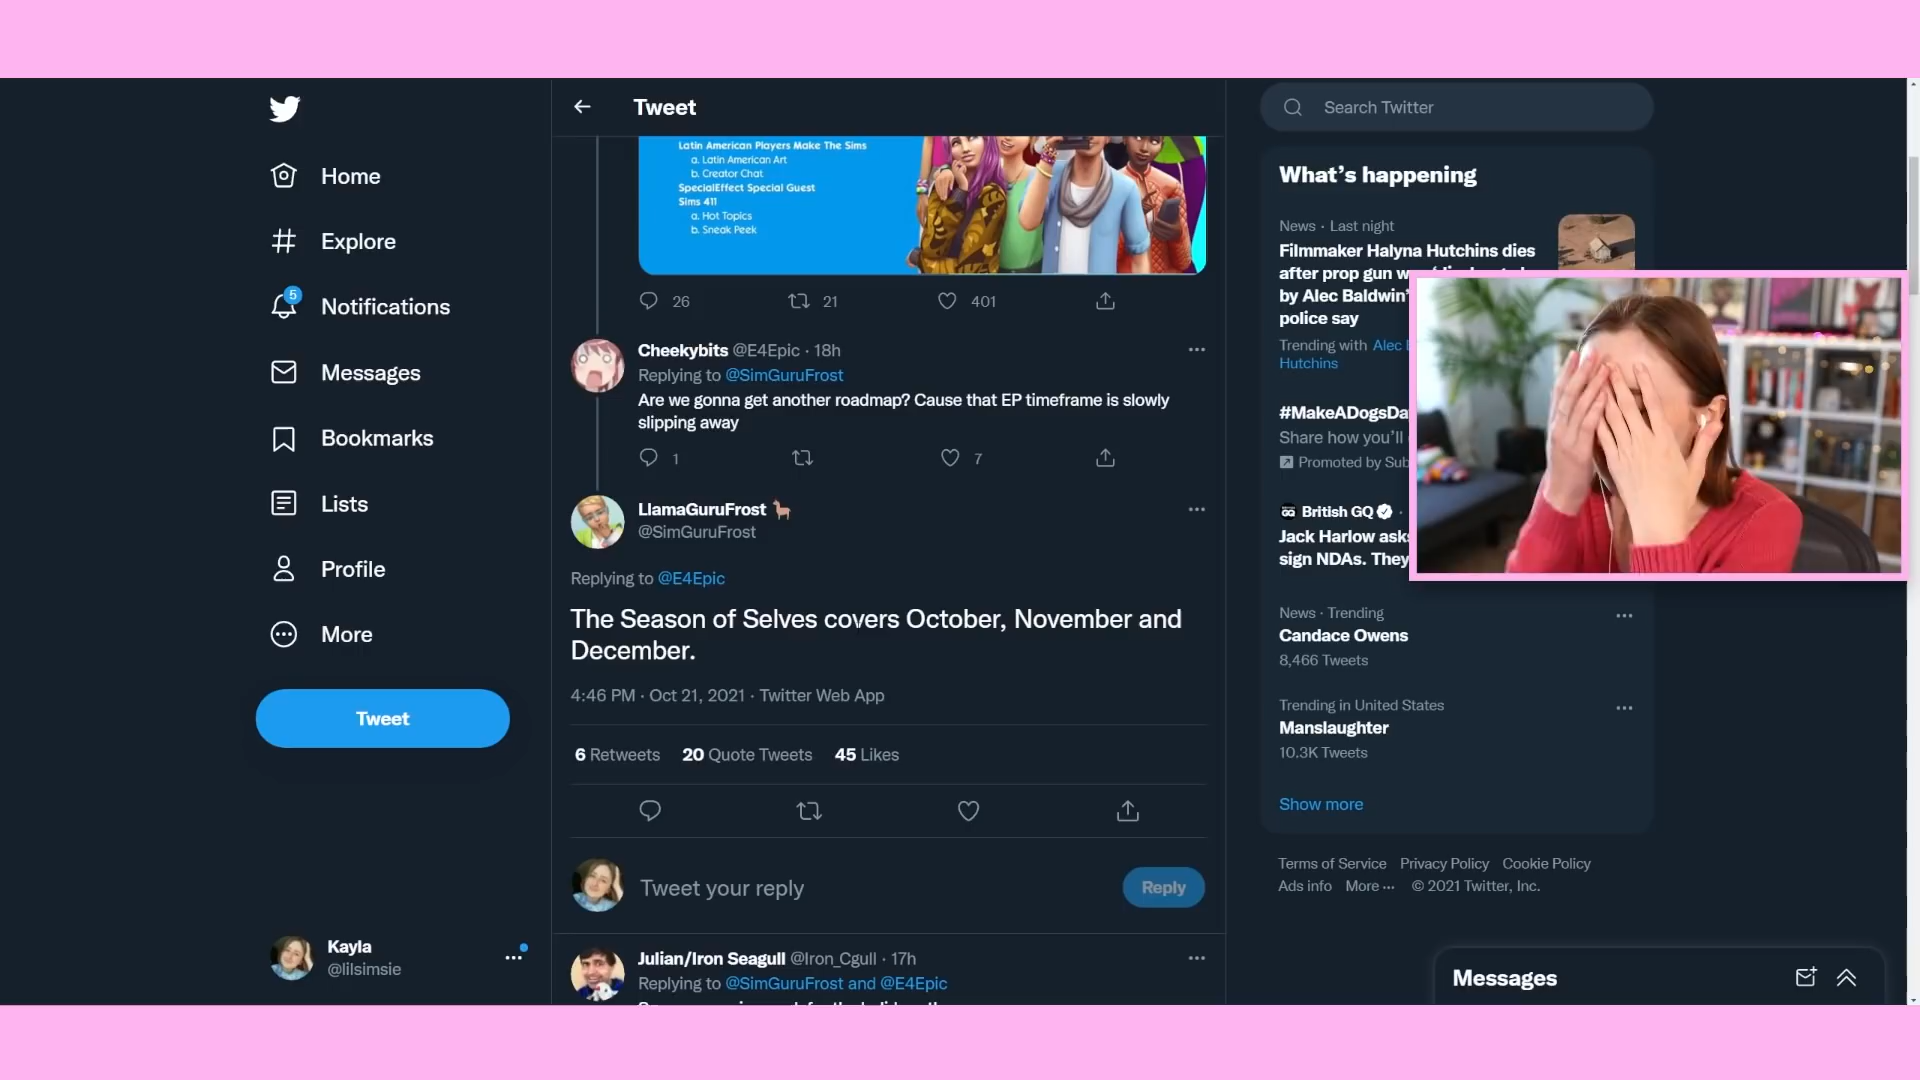 Home
Explore
5
Notifications
Messages
Bookmarks
Lists
Profile
More
Tweet
Kayla
@lilsimsie
Tweet
Latin American Players Make The Sims
a. Latin American Art
b. Creator Chat
SpecialEffect Special Guest
Sims 411
a. Hot Topics
b. Sneak Peek
26 21 401
Cheekybits @E4Epic · 18h
Replying to @SimGuruFrost
Are we gonna get another roadmap? Cause that EP timeframe is slowly
slipping away
1 7
LlamaGuruFrost 🦙
@SimGuruFrost
Replying to @E4Epic
The Season of Selves covers October, November and
December.
4:46 PM · Oct 21, 2021 · Twitter Web App
6 Retweets 20 Quote Tweets 45 Likes
Tweet your reply
Reply
Julian/Iron Seagull @Iron_Cgull · 17h
Replying to @SimGuruFrost and @E4Epic
Search Twitter
What's happening
News · Last night
Filmmaker Halyna Hutchins dies
after prop gun
by Alec Baldwin'
police say
Trending with Alec
Hutchins
#MakeADogsDa
Share how you'll
Promoted by Sub
British GQ ·
Jack Harlow ask
sign NDAs. They
News · Trending
Candace Owens
8,466 Tweets
Trending in United States
Manslaughter
10.3K Tweets
Show more
Terms of Service Privacy Policy Cookie Policy
Ads info More ··· © 2021 Twitter, Inc.
Messages